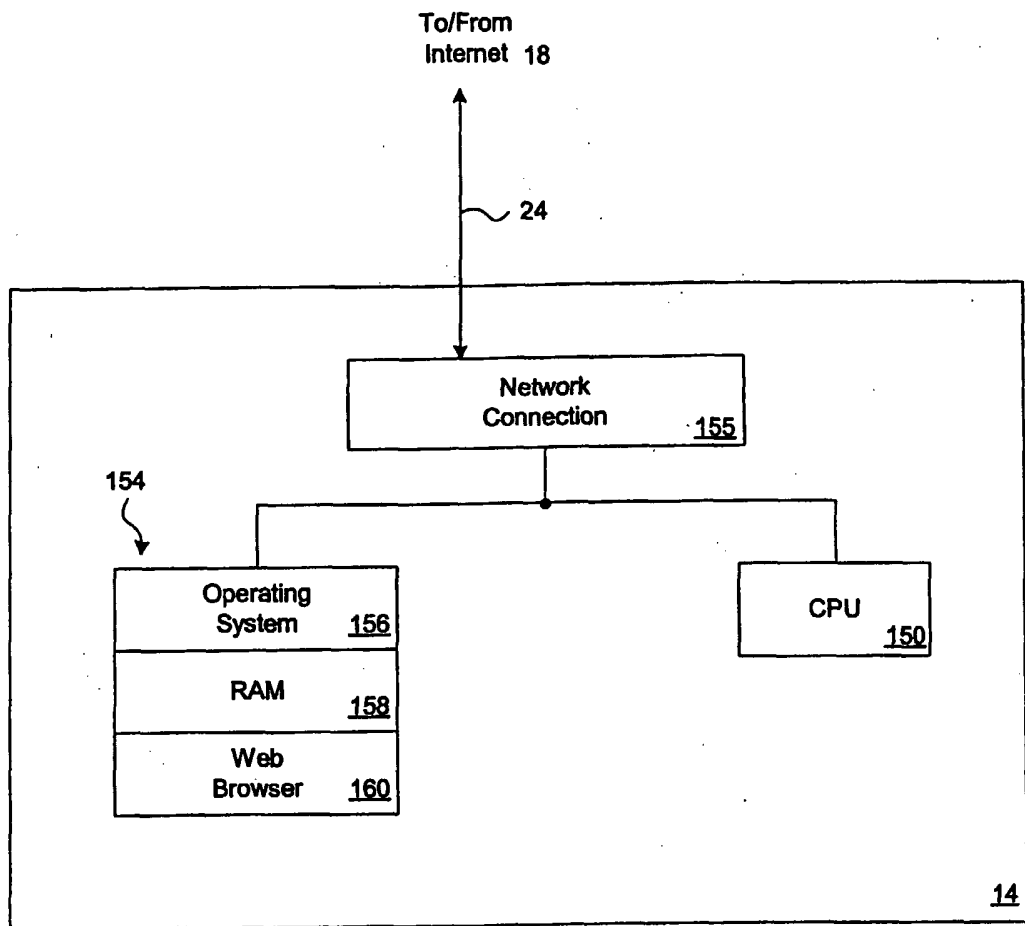 To/From
Internet 18
24
Network
Connection 155
154
Operating
System 156
RAM 158
Web
Browser 160
CPU 150
14